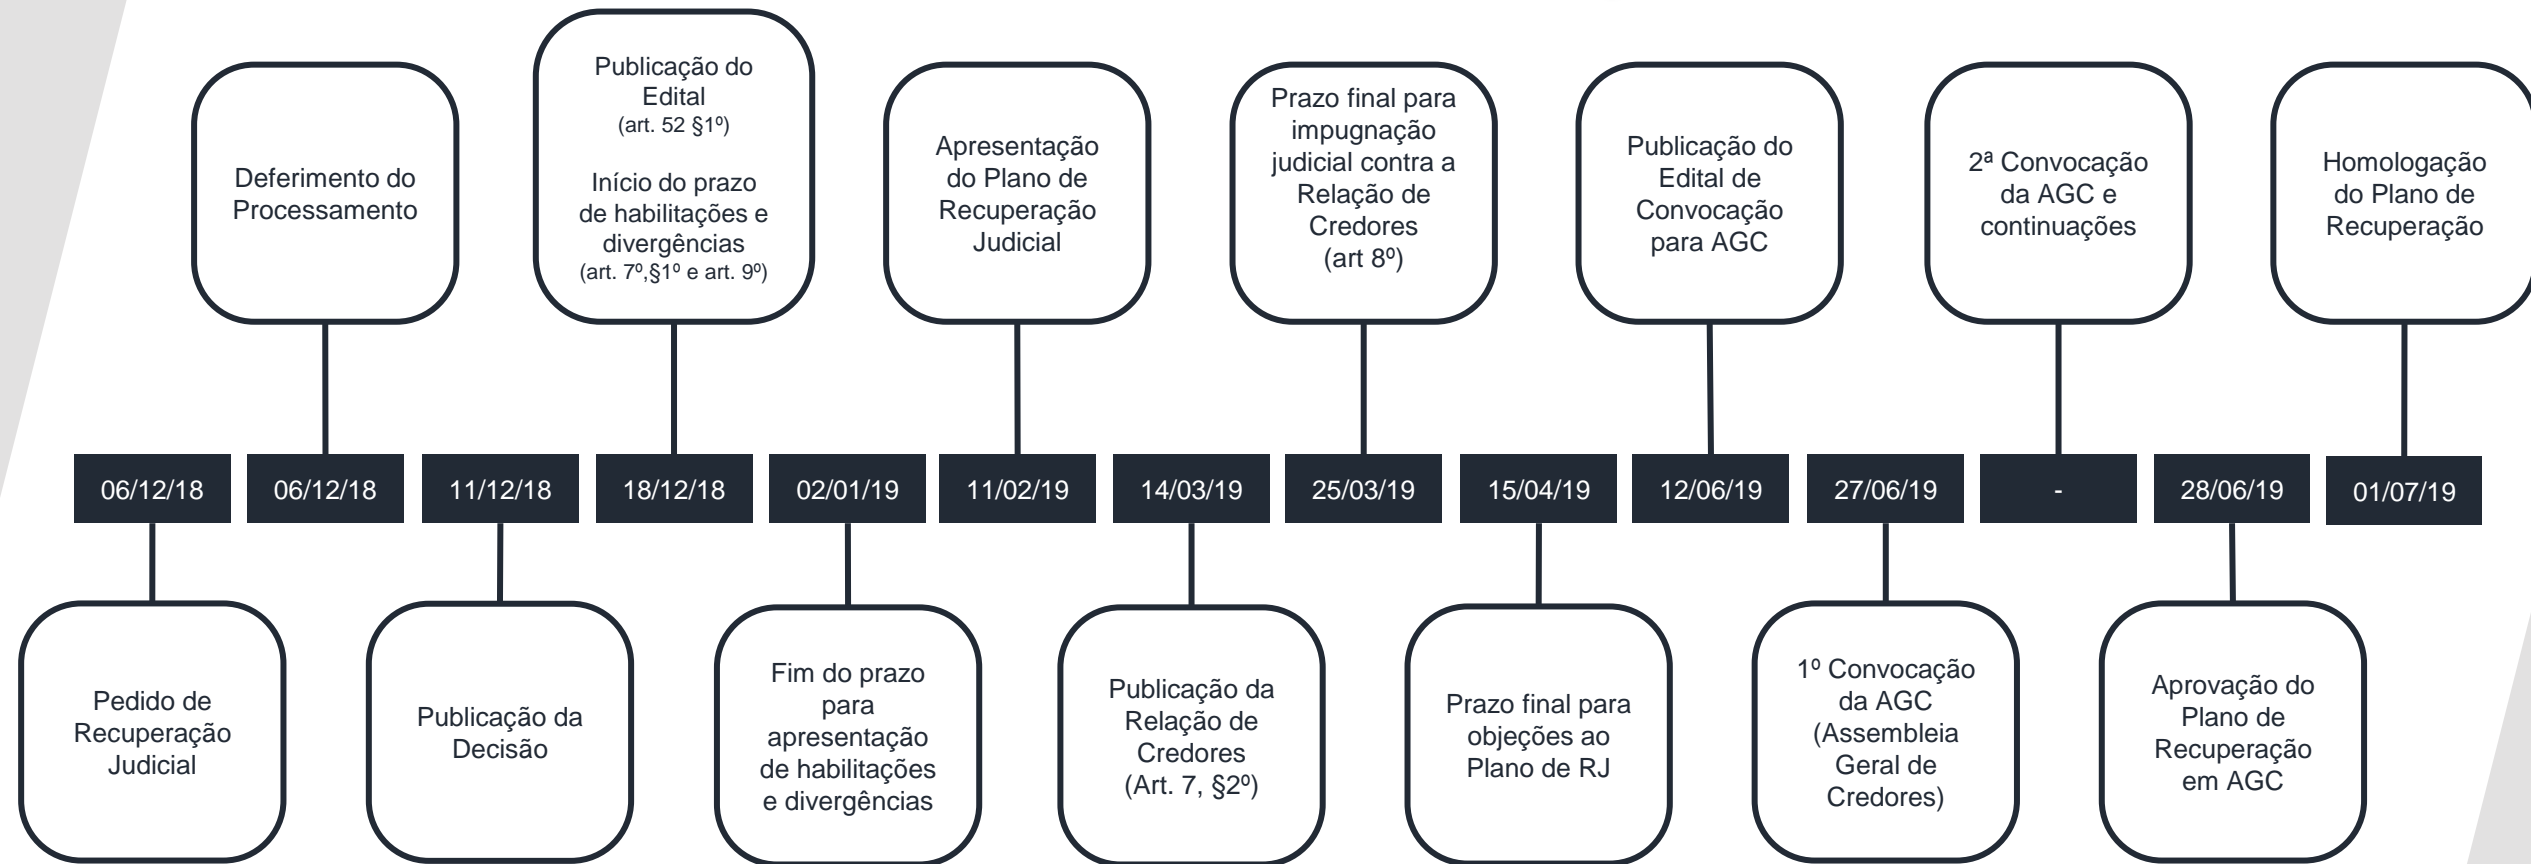 Deferimento do
Processamento
Publicação do
Edital
(art. 52 §1º)
Início do prazo
de habilitações e
divergências
(art. 7º,§1º e art. 9º)
Apresentação
do Plano de
Recuperação
Judicial
Prazo final para
impugnação
judicial contra a
Relação de
Credores
(art 8º)
Publicação do
Edital de
Convocação
para AGC
2ª Convocação
da AGC e
continuações
Homologação
do Plano de
Recuperação
06/12/18
06/12/18
11/12/18
18/12/18
02/01/19
11/02/19
14/03/19
25/03/19
15/04/19
12/06/19
27/06/19
-
28/06/19
01/07/19
Pedido de
Recuperação
Judicial
Publicação da
Decisão
Fim do prazo
para
apresentação
de habilitações
e divergências
Publicação da
Relação de
Credores
(Art. 7, §2º)
Prazo final para
objeções ao
Plano de RJ
1º Convocação
da AGC
(Assembleia
Geral de
Credores)
Aprovação do
Plano de
Recuperação
em AGC